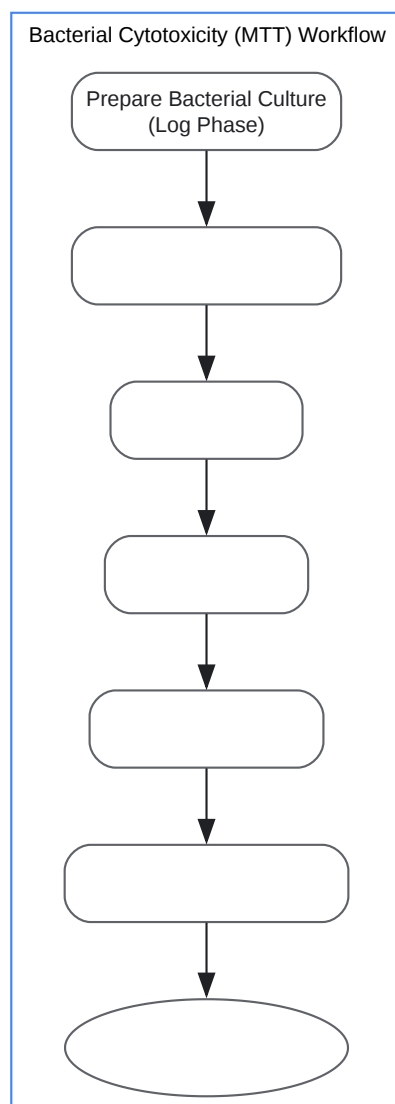 Bacterial Cytotoxicity (MTT) Workflow
Prepare Bacterial Culture
(Log Phase)